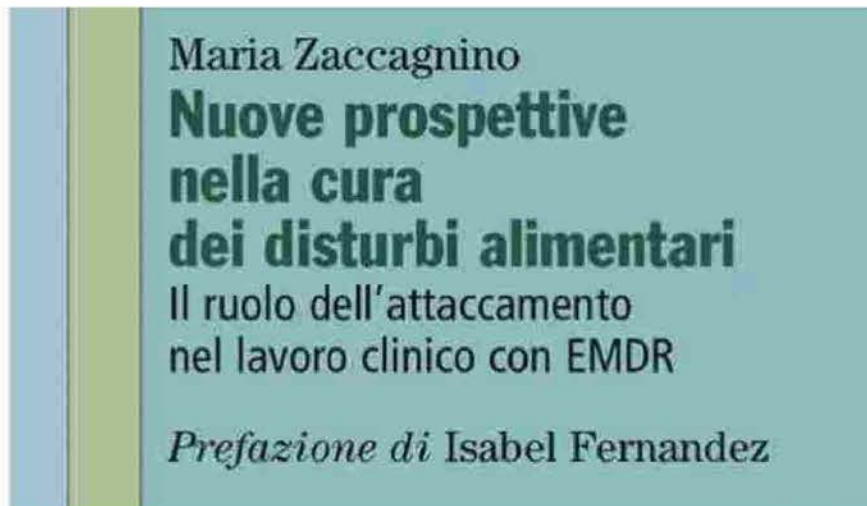 Maria Zaccagnino
Nuove prospettive
nella cura
dei disturbi alimentari
Il ruolo dell'attaccamento
nel lavoro clinico con EMDR
Prefazione di Isabel Fernandez